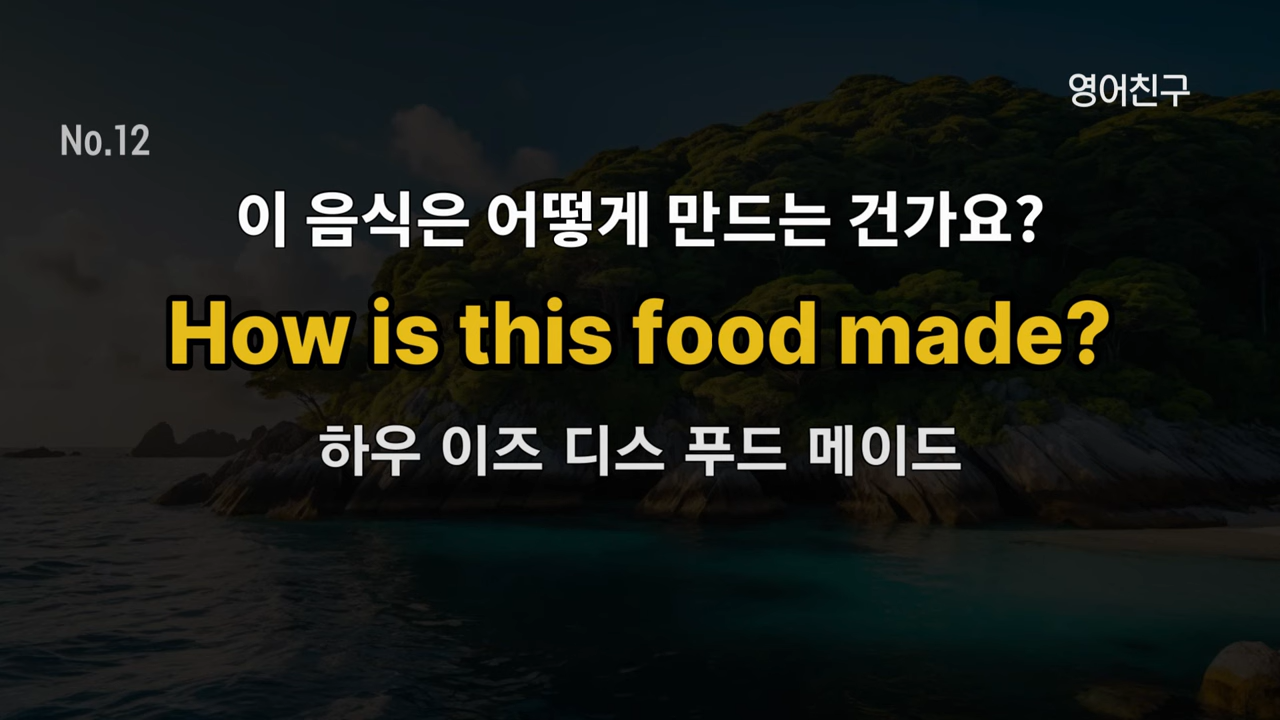 영어친구
No.12
이 음식은 어떻게 만드는 건가요?
How is this food made?
하우 이즈 디스 푸드 메이드